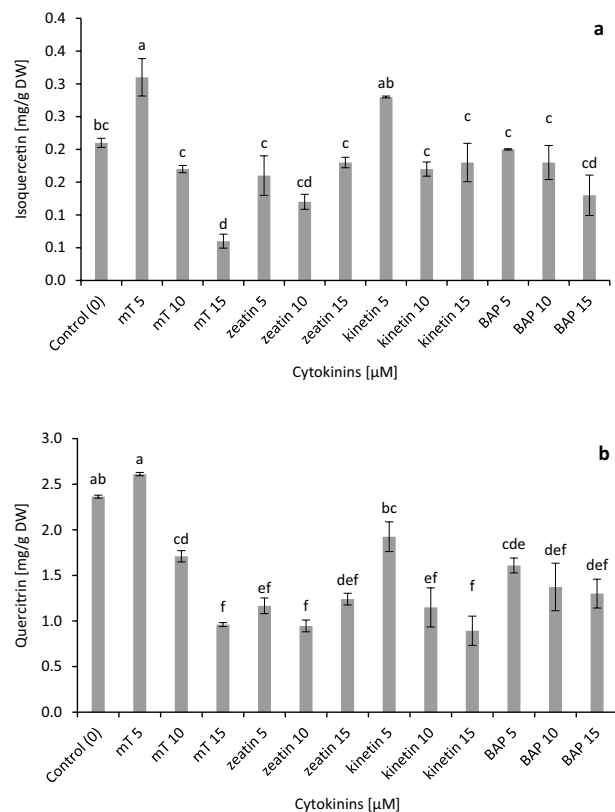 a
Isoquercetin [mg/g DW]
0.4
0.4
0.3
0.3
0.2
0.2
0.1
0.1
0.0
bc
a
c
d
c
cd
c
ab
c
c
c
c
cd
Control (0)
mT 5
mT 10
mT 15
zeatin 5
zeatin 10
zeatin 15
kinetin 5
kinetin 10
kinetin 15
BAP 5
BAP 10
BAP 15
Cytokinins [µM]
b
Quercitrin [mg/g DW]
3.0
2.5
2.0
1.5
1.0
0.5
0.0
ab
a
cd
f
ef
f
def
bc
ef
f
cde
def
def
Control (0)
mT 5
mT 10
mT 15
zeatin 5
zeatin 10
zeatin 15
kinetin 5
kinetin 10
kinetin 15
BAP 5
BAP 10
BAP 15
Cytokinins [µM]